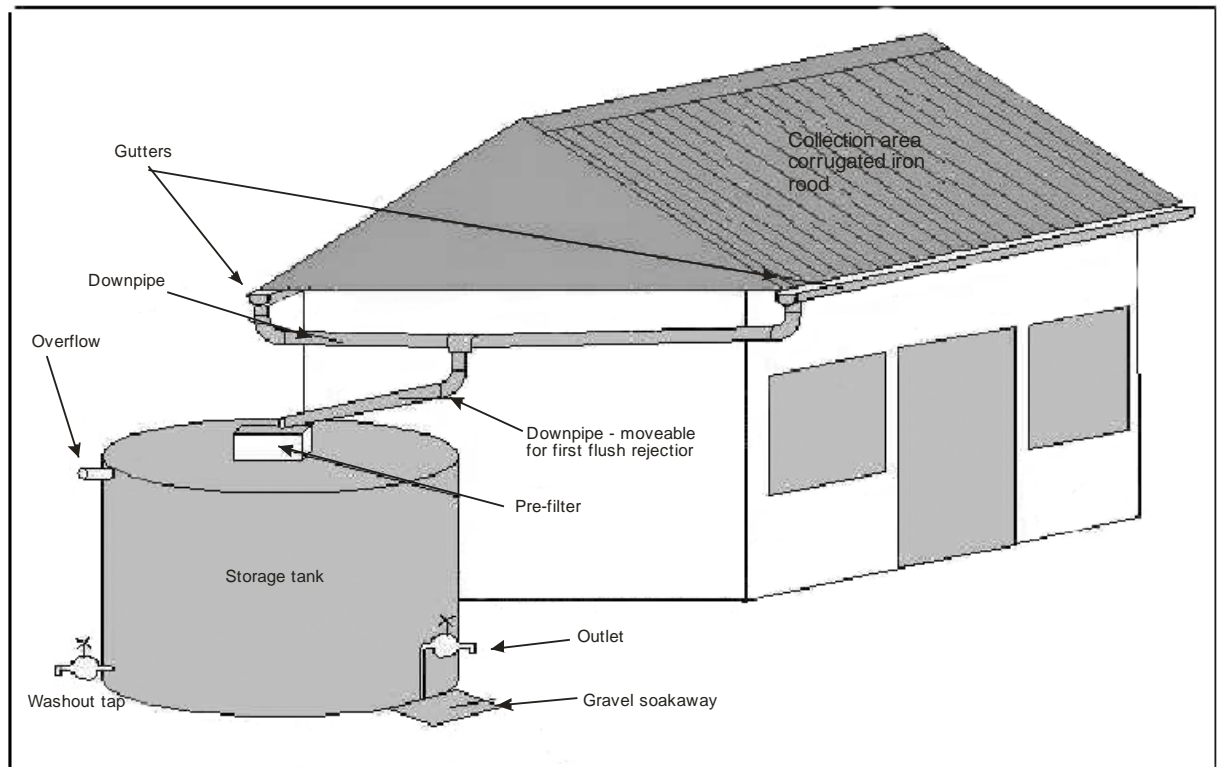 Collection area
corrugated iron
rood
Gutters
Downpipe
Overflow
Downpipe - moveable
for first flush rejectior
Pre-filter
Storage tank
Outlet
Washout tap
Gravel soakaway